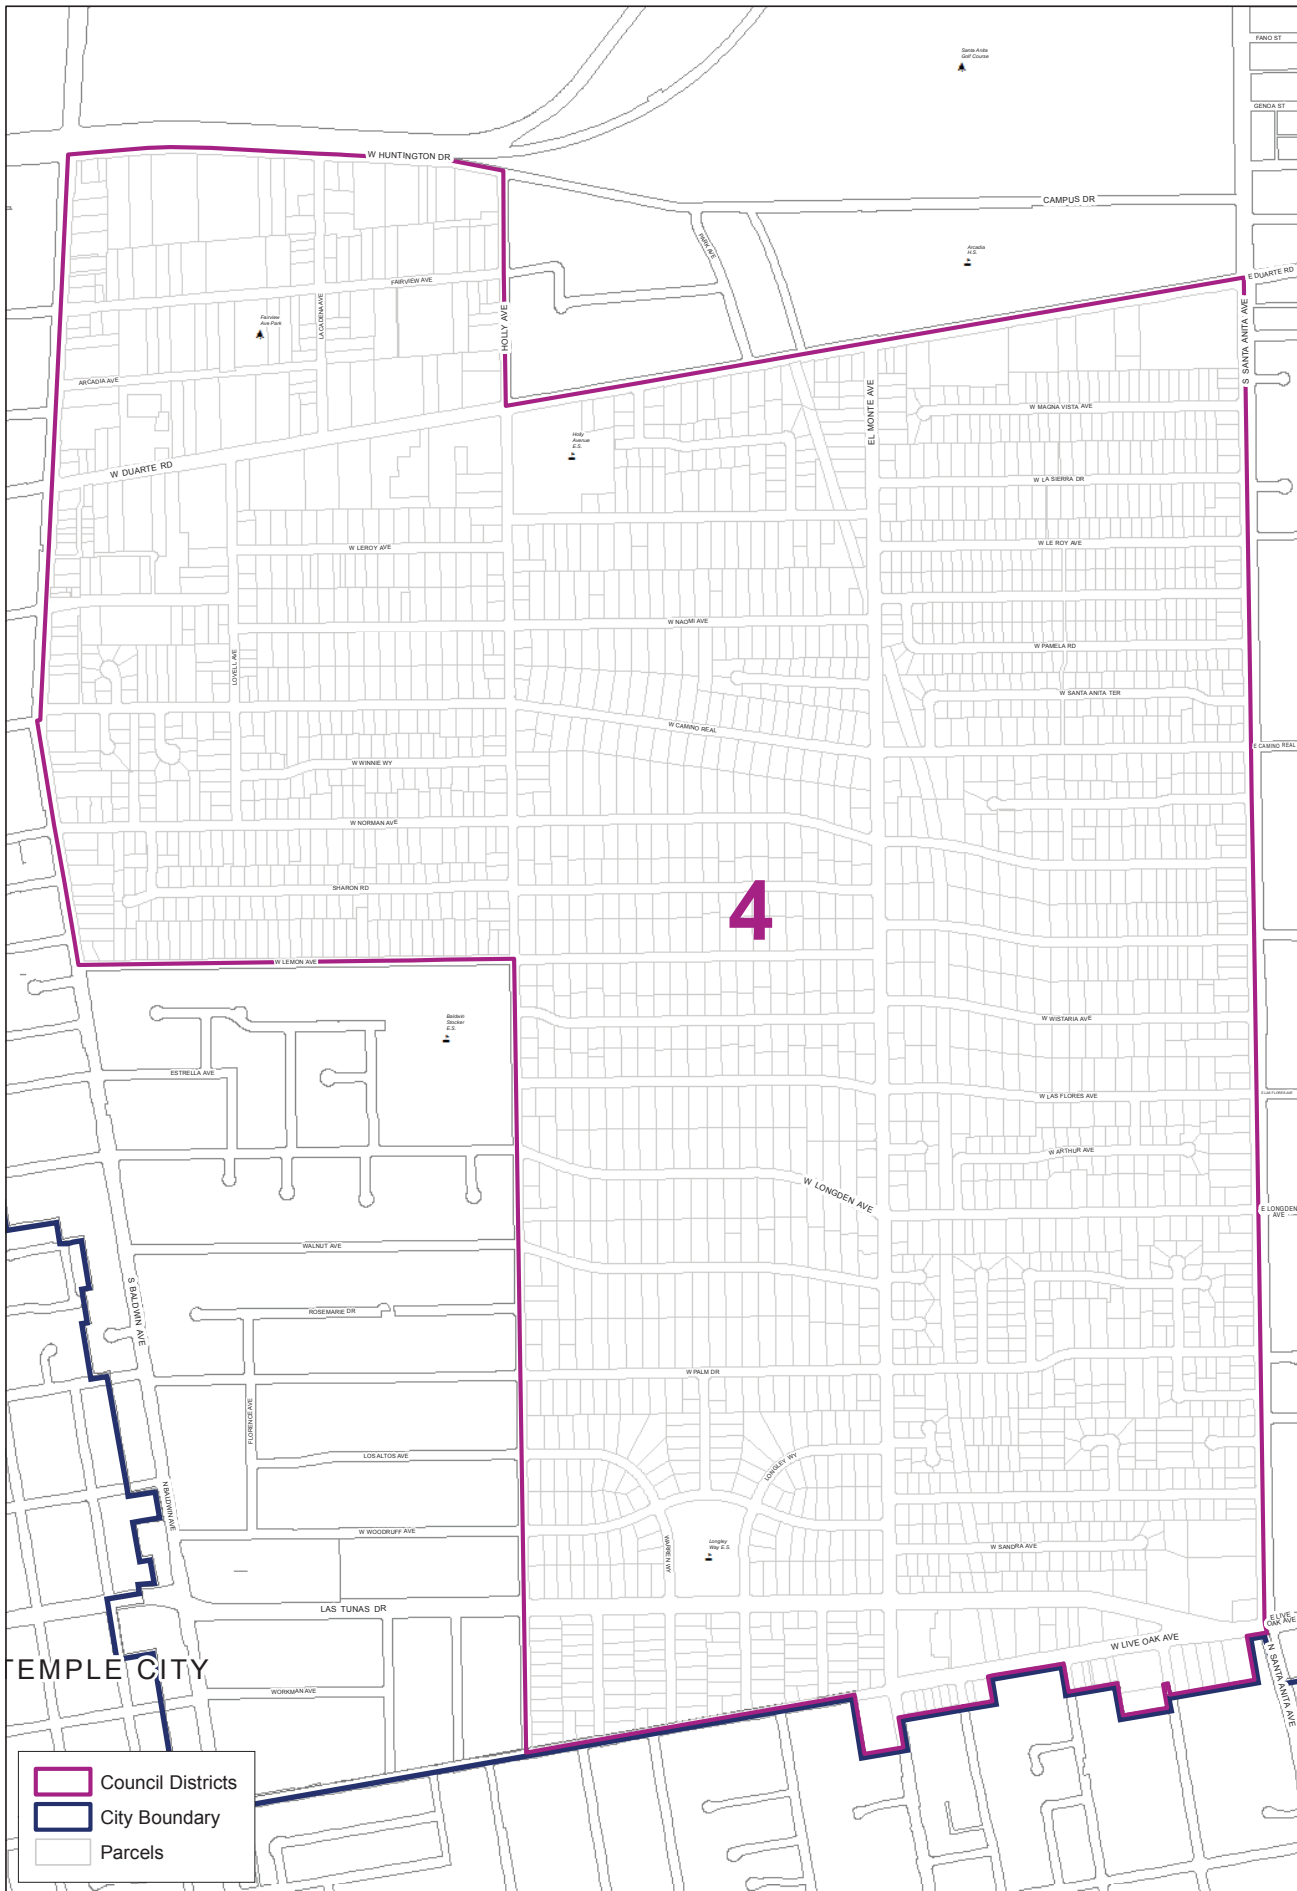 FANO ST
Santa Anita
Golf Course
GENOA ST
W HUNTINGTON DR
CAMPUS DR
PARK AVE
Arcadia
H.S.
E DUARTE RD
FAIRVIEW AVE
LA CADENA AVE
HOLLY AVE
S SANTA ANITA AVE
Fairview
Ave Park
ARCADIA AVE
EL MONTE AVE
W MAGNA VISTA AVE
Holly
Avenue
E.S.
W DUARTE RD
W LA SIERRA DR
W LEROY AVE
W LE ROY AVE
W NAOMI AVE
W PAMELA RD
LOVELL AVE
W SANTA ANITA TER
W CAMINO REAL
E CAMINO REAL
W WINNIE WY
W NORMAN AVE
SHARON RD
4
W LEMON AVE
Baldwin
Stocker
E.S.
W WISTARIA AVE
ESTRELLA AVE
W LAS FLORES AVE
E LAS FLORES AVE
W ARTHUR AVE
W LONGDEN AVE
E LONGDEN
AVE
WALNUT AVE
S BALDWIN AVE
ROSEMARIE DR
W PALM DR
FLORENCE AVE
LOS ALTOS AVE
LONGLEY WY
N BALDWIN AVE
W WOODRUFF AVE
WARREN WY
Longley
Way E.S.
W SANDRA AVE
LAS TUNAS DR
E LIVE
OAK AVE
W LIVE OAK AVE
N SANTA ANITA AVE
TEMPLE CITY
WORKMAN AVE
Council Districts
City Boundary
Parcels